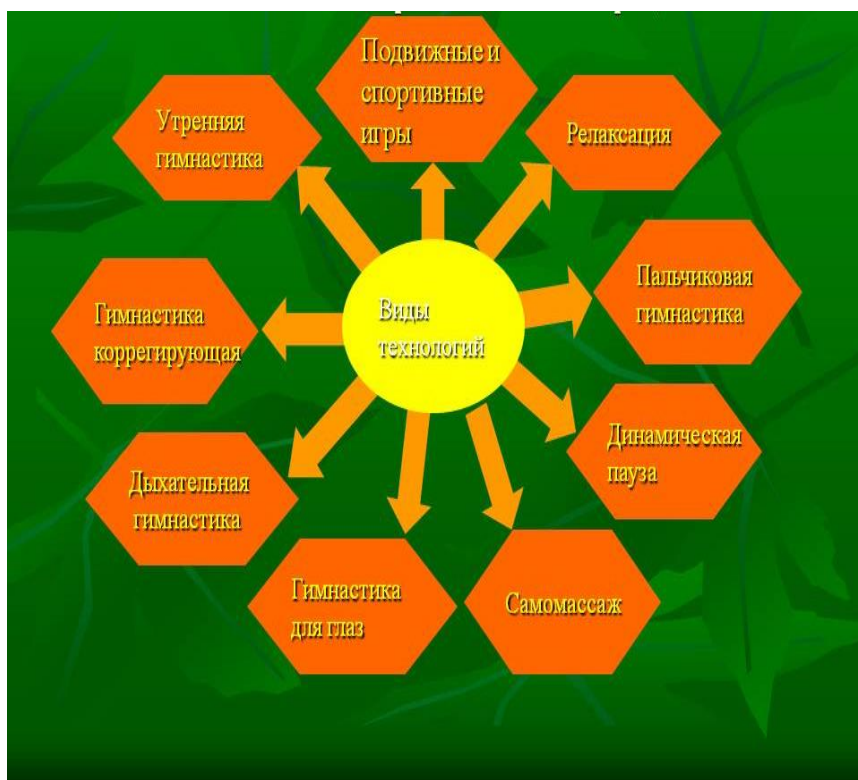 Подвижные и
спортивные
игры
Утренняя
гимнастика
Релаксация
Пальчиковая
гимнастика
Виды
технологий
Гимнастика
коррегирующая
Динамическая
пауза
Дыхательная
гимнастика
Гимнастика
для глаз
Самомассаж